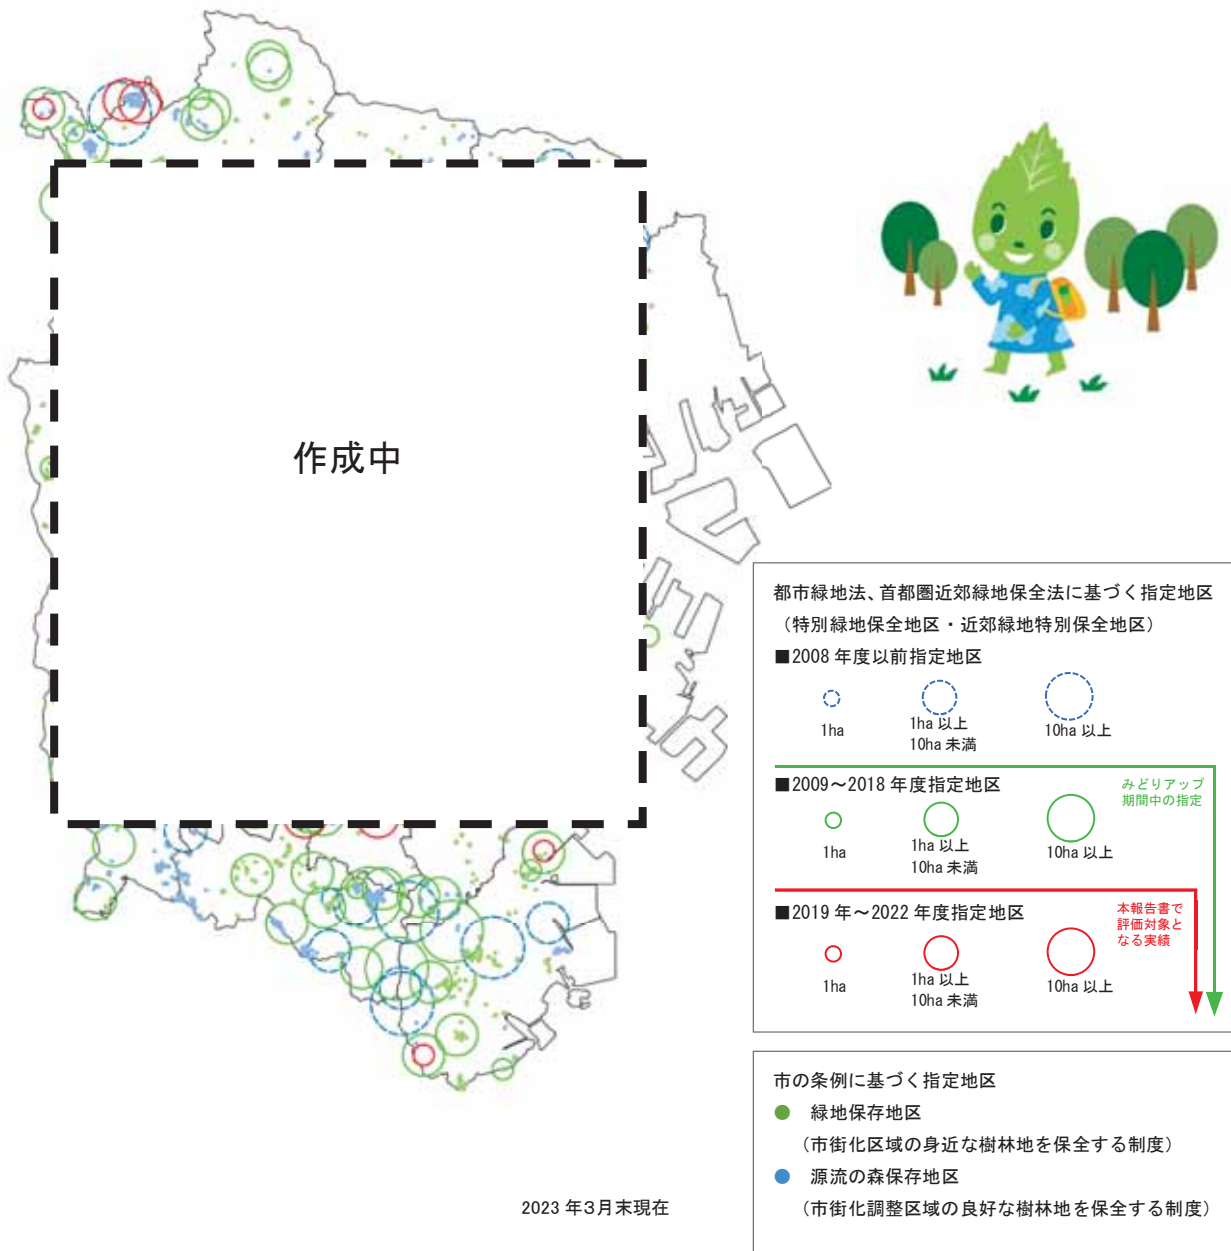 作成中
都市緑地法、首都圏近郊緑地保全法に基づく指定地区
（特別緑地保全地区・近郊緑地特別保全地区）
■2008 年度以前指定地区
1ha
1ha 以上
10ha 未満
10ha 以上
■2009～2018 年度指定地区
みどりアップ
期間中の指定
1ha
1ha 以上
10ha 未満
10ha 以上
■2019 年～2022 年度指定地区
本報告書で
評価対象と
なる実績
1ha
1ha 以上
10ha 未満
10ha 以上
市の条例に基づく指定地区
緑地保存地区
（市街化区域の身近な樹林地を保全する制度）
源流の森保存地区
（市街化調整区域の良好な樹林地を保全する制度）
2023 年3月末現在